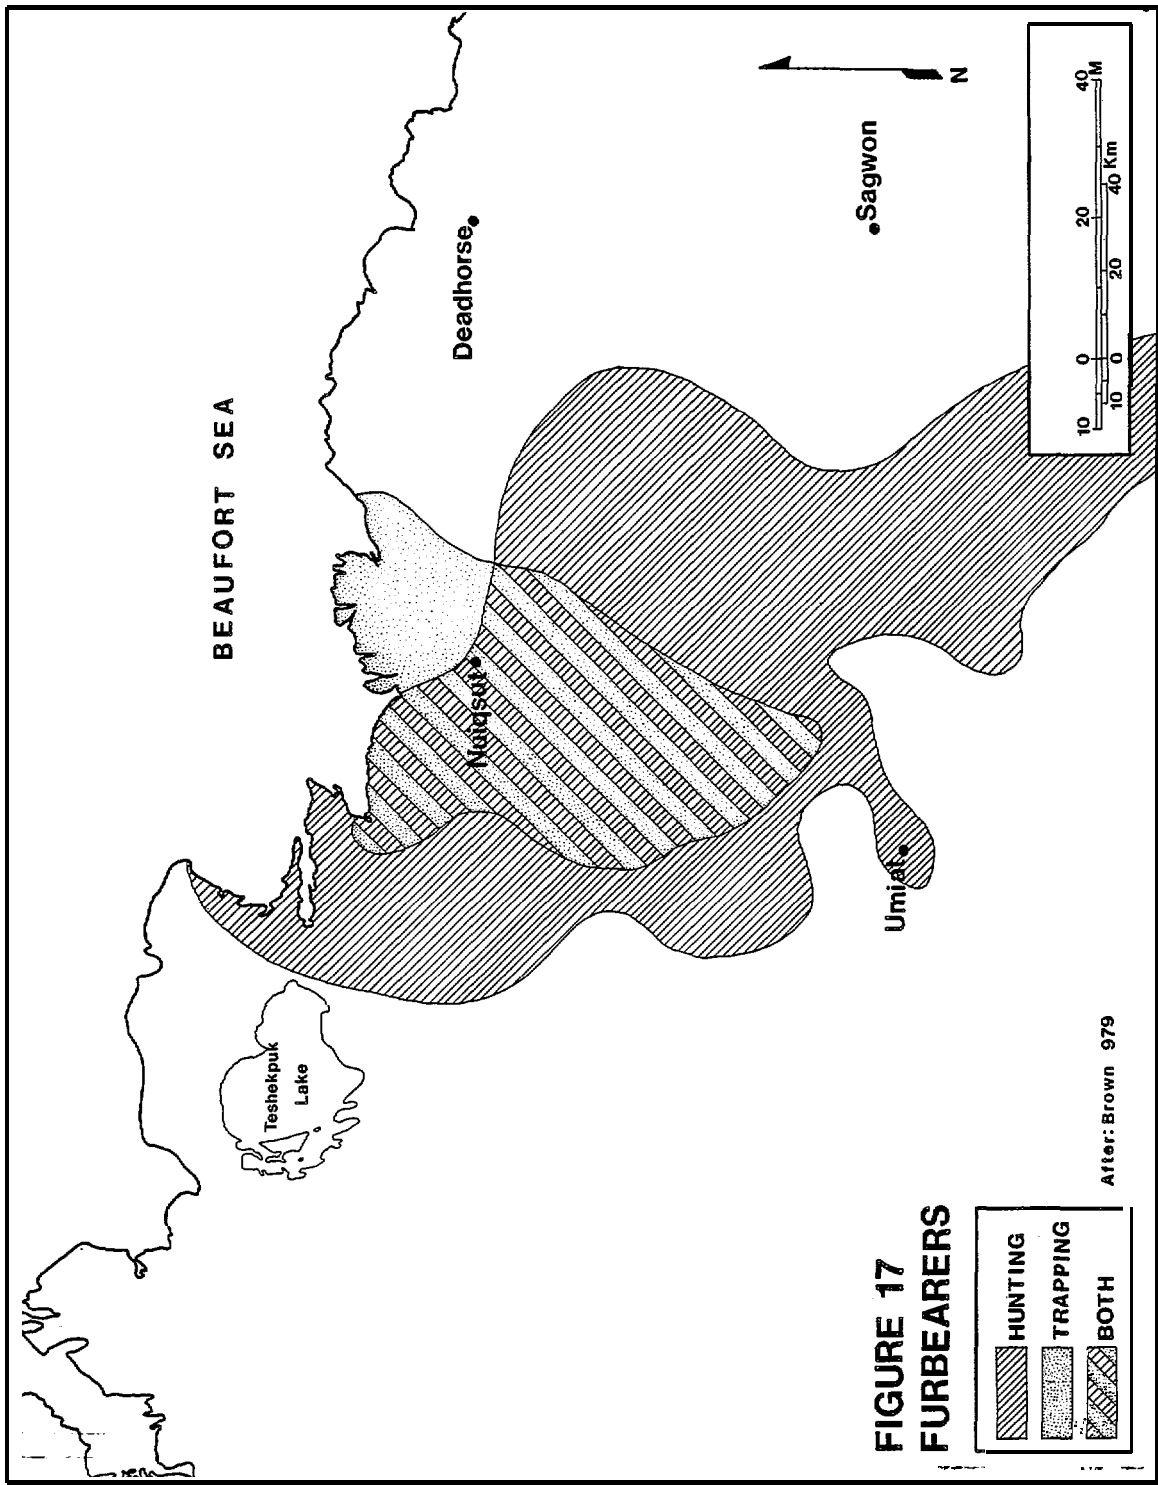 BEAUFORT SEA
Teshekpuk
Lake
Nuiqsut
Deadhorse
Umiat
Sagwon
N
FIGURE 17
FURBEARERS
HUNTING
TRAPPING
BOTH
After: Brown 979
10 0 20 40
M
10 0 20 40 Km